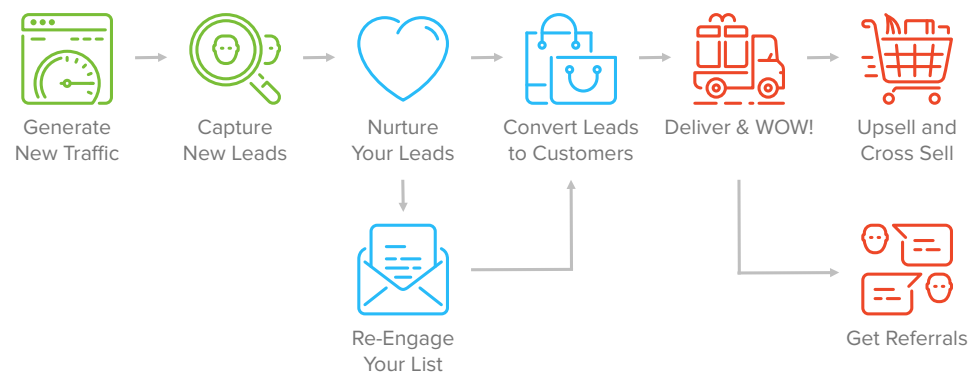 Generate
New Traffic
Capture
New Leads
Nurture
Your Leads
Convert Leads
to Customers
Deliver & WOW!
Upsell and
Cross Sell
Re-Engage
Your List
Get Referrals